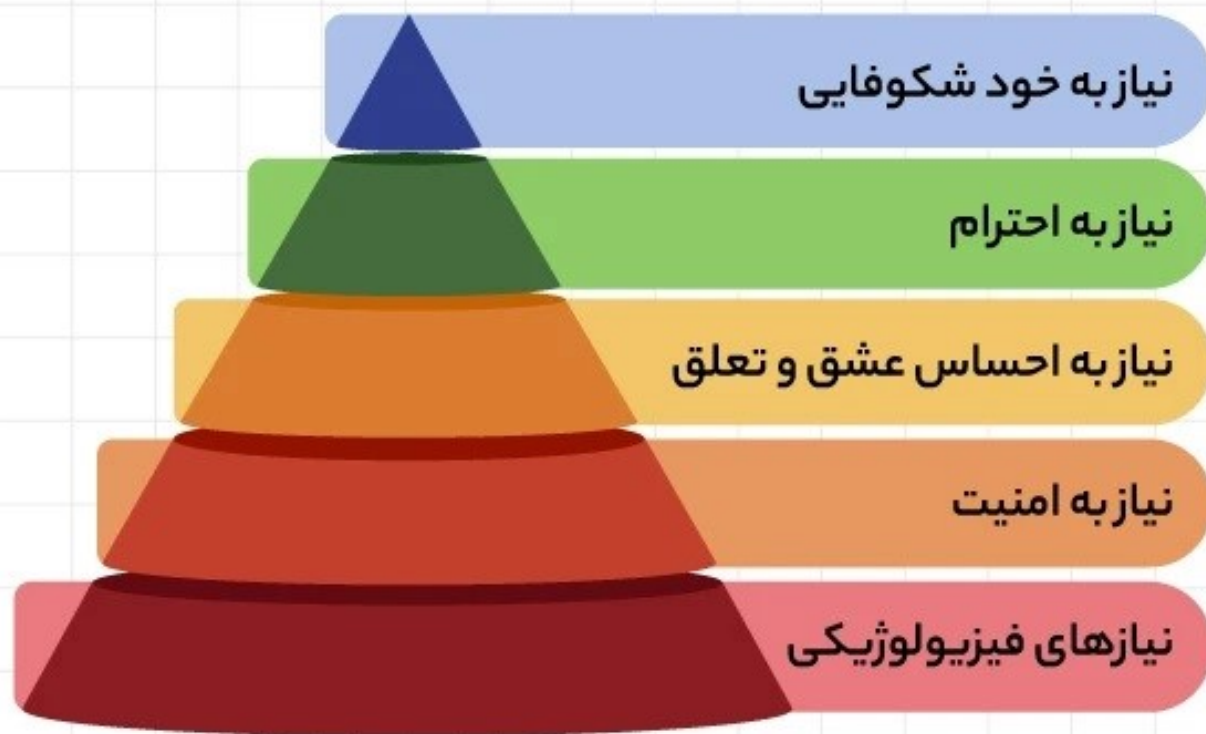 نیاز به خود شکوفایی
نیاز به احترام
نیاز به احساس عشق و تعلق
نیاز به امنیت
نیازهای فیزیولوژیکی